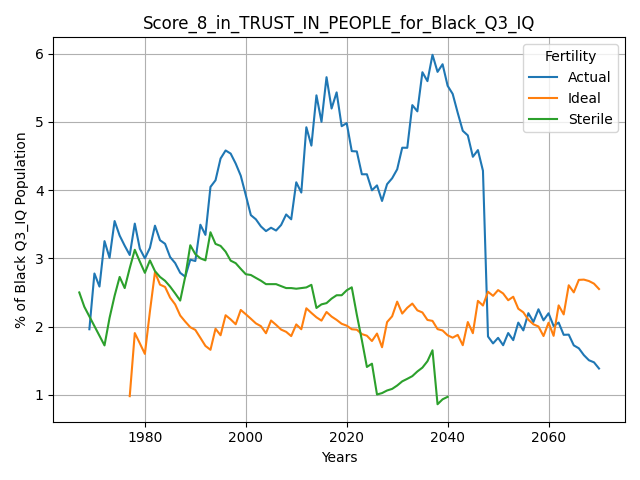 Score_8_in_TRUST_IN_PEOPLE_for_Black_Q3_IQ
Fertility
Actual
Ideal
Sterile
% of Black Q3_IQ Population
6
5
4
3
2
1
1980 2000 2020 2040 2060
Years